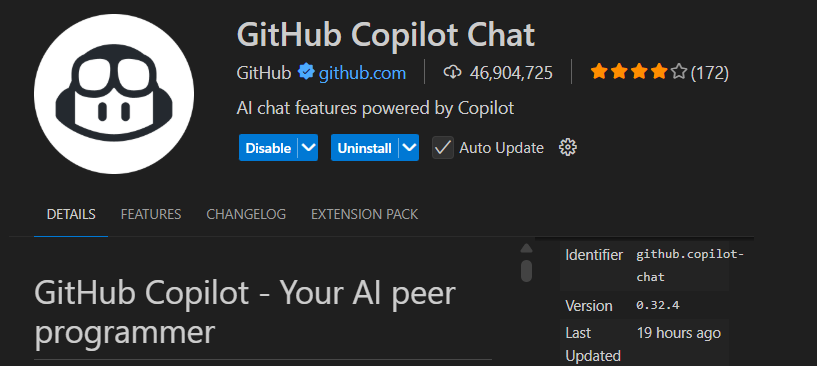 GitHub Copilot Chat
GitHub github.com 46,904,725 (172)
AI chat features powered by Copilot
Disable Uninstall Auto Update
DETAILS FEATURES CHANGELOG EXTENSION PACK
GitHub Copilot - Your AI peer
programmer
Identifier github.copilot-
chat
Version 0.32.4
Last 19 hours ago
Updated